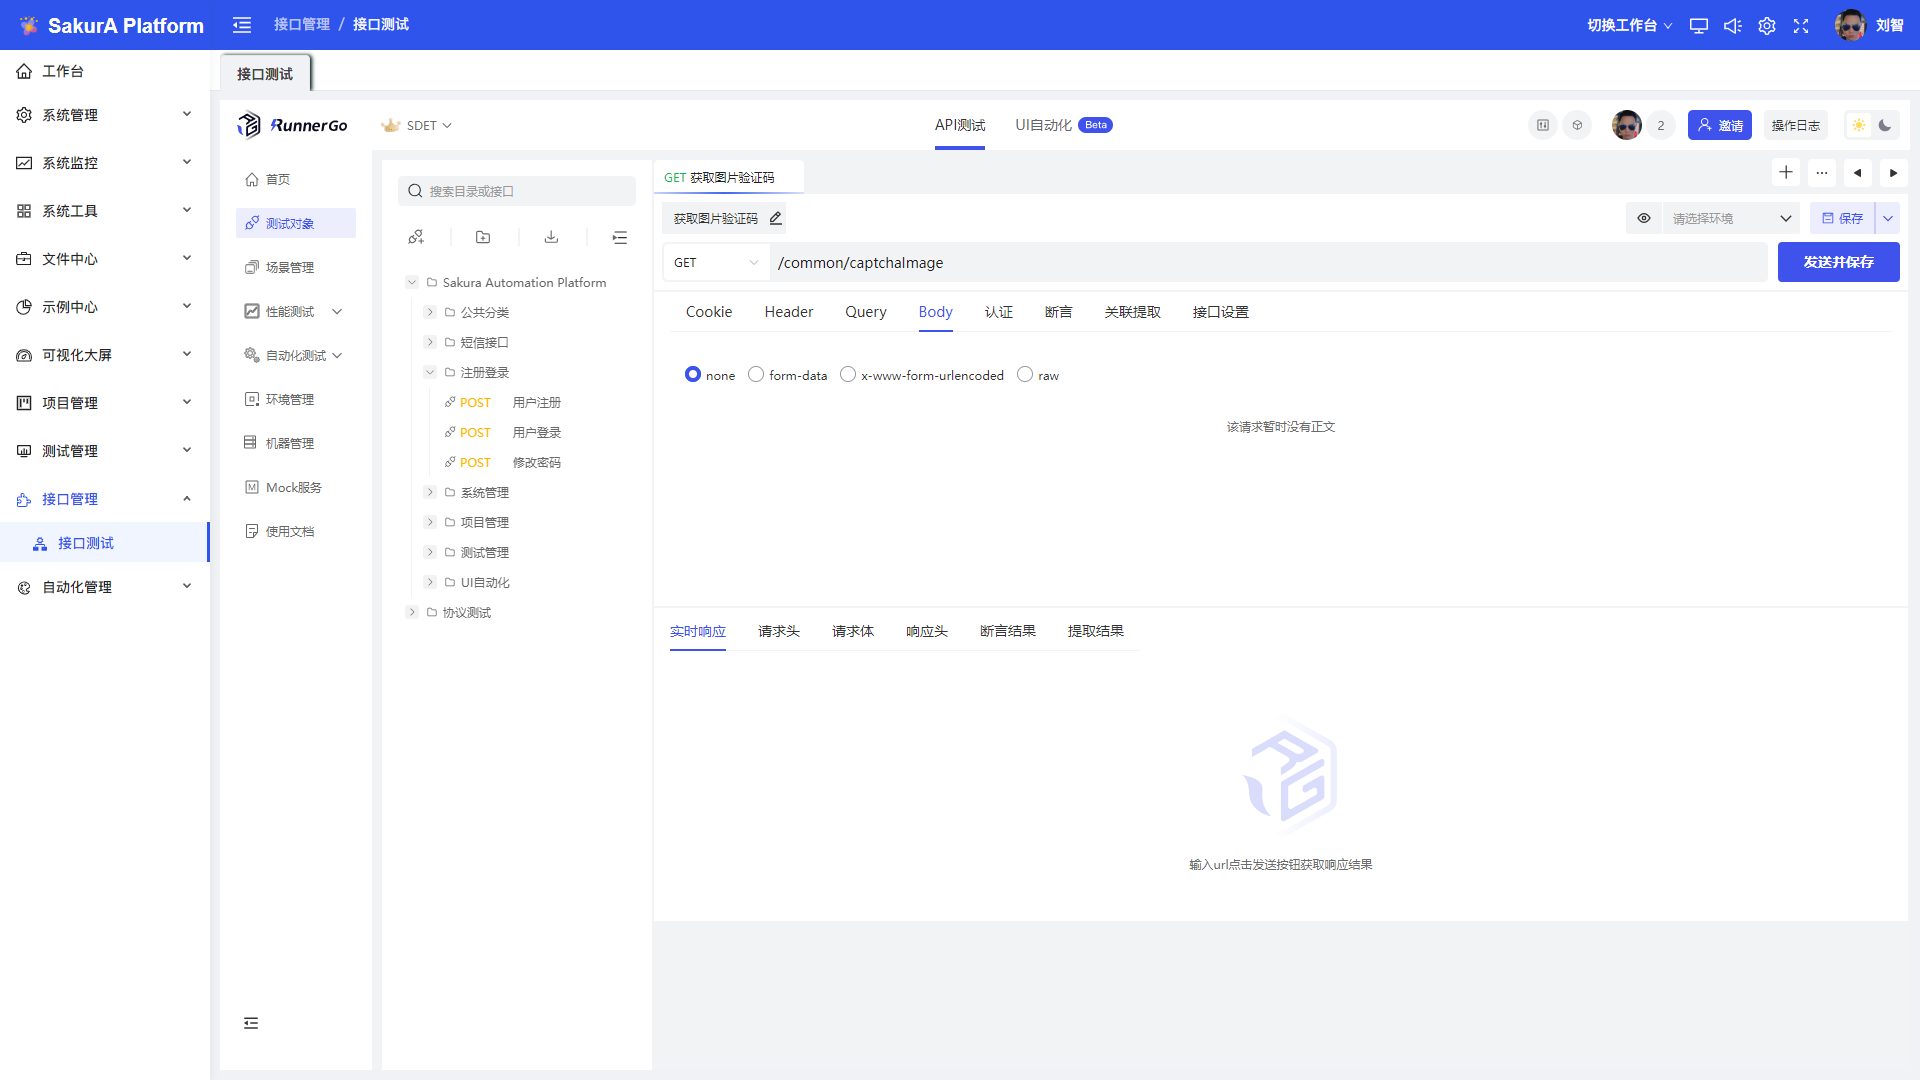 SakurA Platform
接口管理 / 接口测试
切换工作台
刘智
工作台
系统管理
系统监控
系统工具
文件中心
示例中心
可视化大屏
项目管理
测试管理
接口管理
接口测试
自动化管理
接口测试
RunnerGo
SDET
API测试
UI自动化 Beta
2
邀请
操作日志
首页
测试对象
场景管理
性能测试
自动化测试
环境管理
机器管理
M Mock服务
使用文档
搜索目录或接口
Sakura Automation Platform
公共分类
短信接口
注册登录
POST 用户注册
POST 用户登录
POST 修改密码
系统管理
项目管理
测试管理
UI自动化
协议测试
GET 获取图片验证码
获取图片验证码
请选择环境
保存
GET
/common/captchaImage
发送并保存
Cookie Header Query Body 认证 断言 关联提取 接口设置
none form-data x-www-form-urlencoded raw
该请求暂时没有正文
实时响应 请求头 请求体 响应头 断言结果 提取结果
输入url点击发送按钮获取响应结果